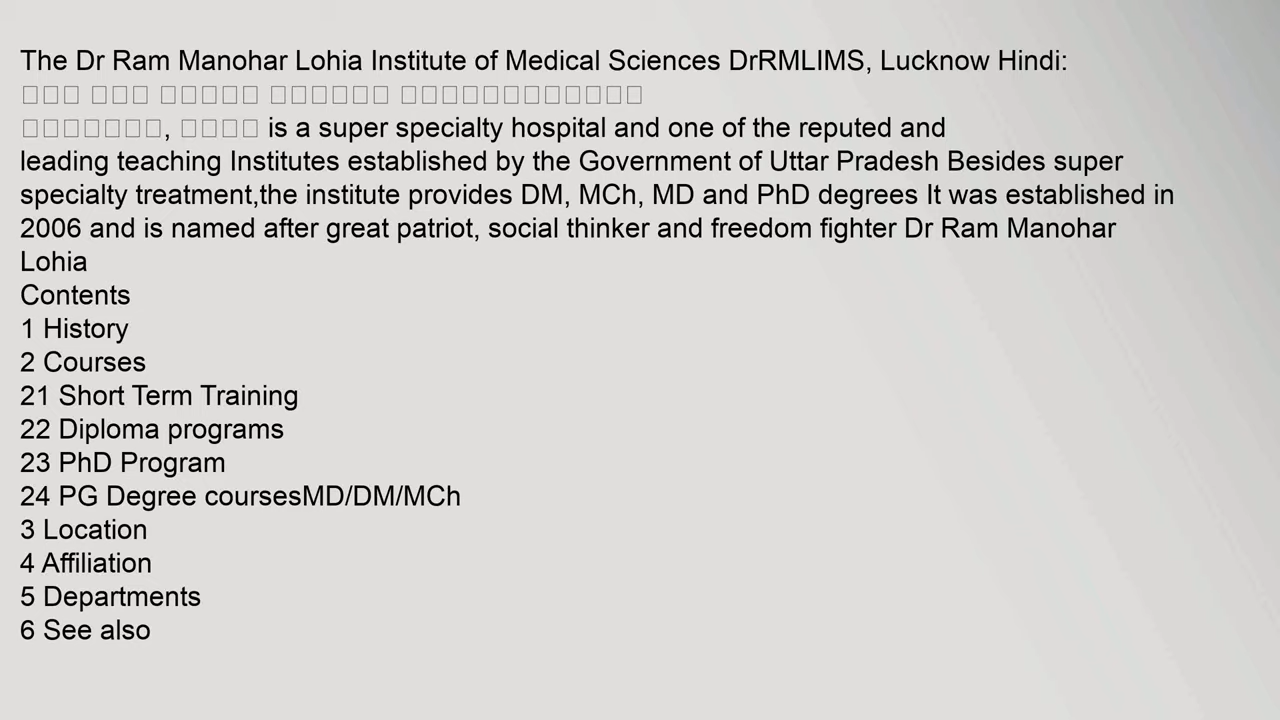 The Dr Ram Manohar Lohia Institute of Medical Sciences DrRMLIMS, Lucknow Hindi:
is a super specialty hospital and one of the reputed and
leading teaching Institutes established by the Government of Uttar Pradesh Besides super
specialty treatment,the institute provides DM, MCh, MD and PhD degrees It was established in
2006 and is named after great patriot, social thinker and freedom fighter Dr Ram Manohar
Lohia
Contents
1 History
2 Courses
21 Short Term Training
22 Diploma programs
23 PhD Program
24 PG Degree coursesMD/DM/MCh
3 Location
4 Affiliation
5 Departments
6 See also